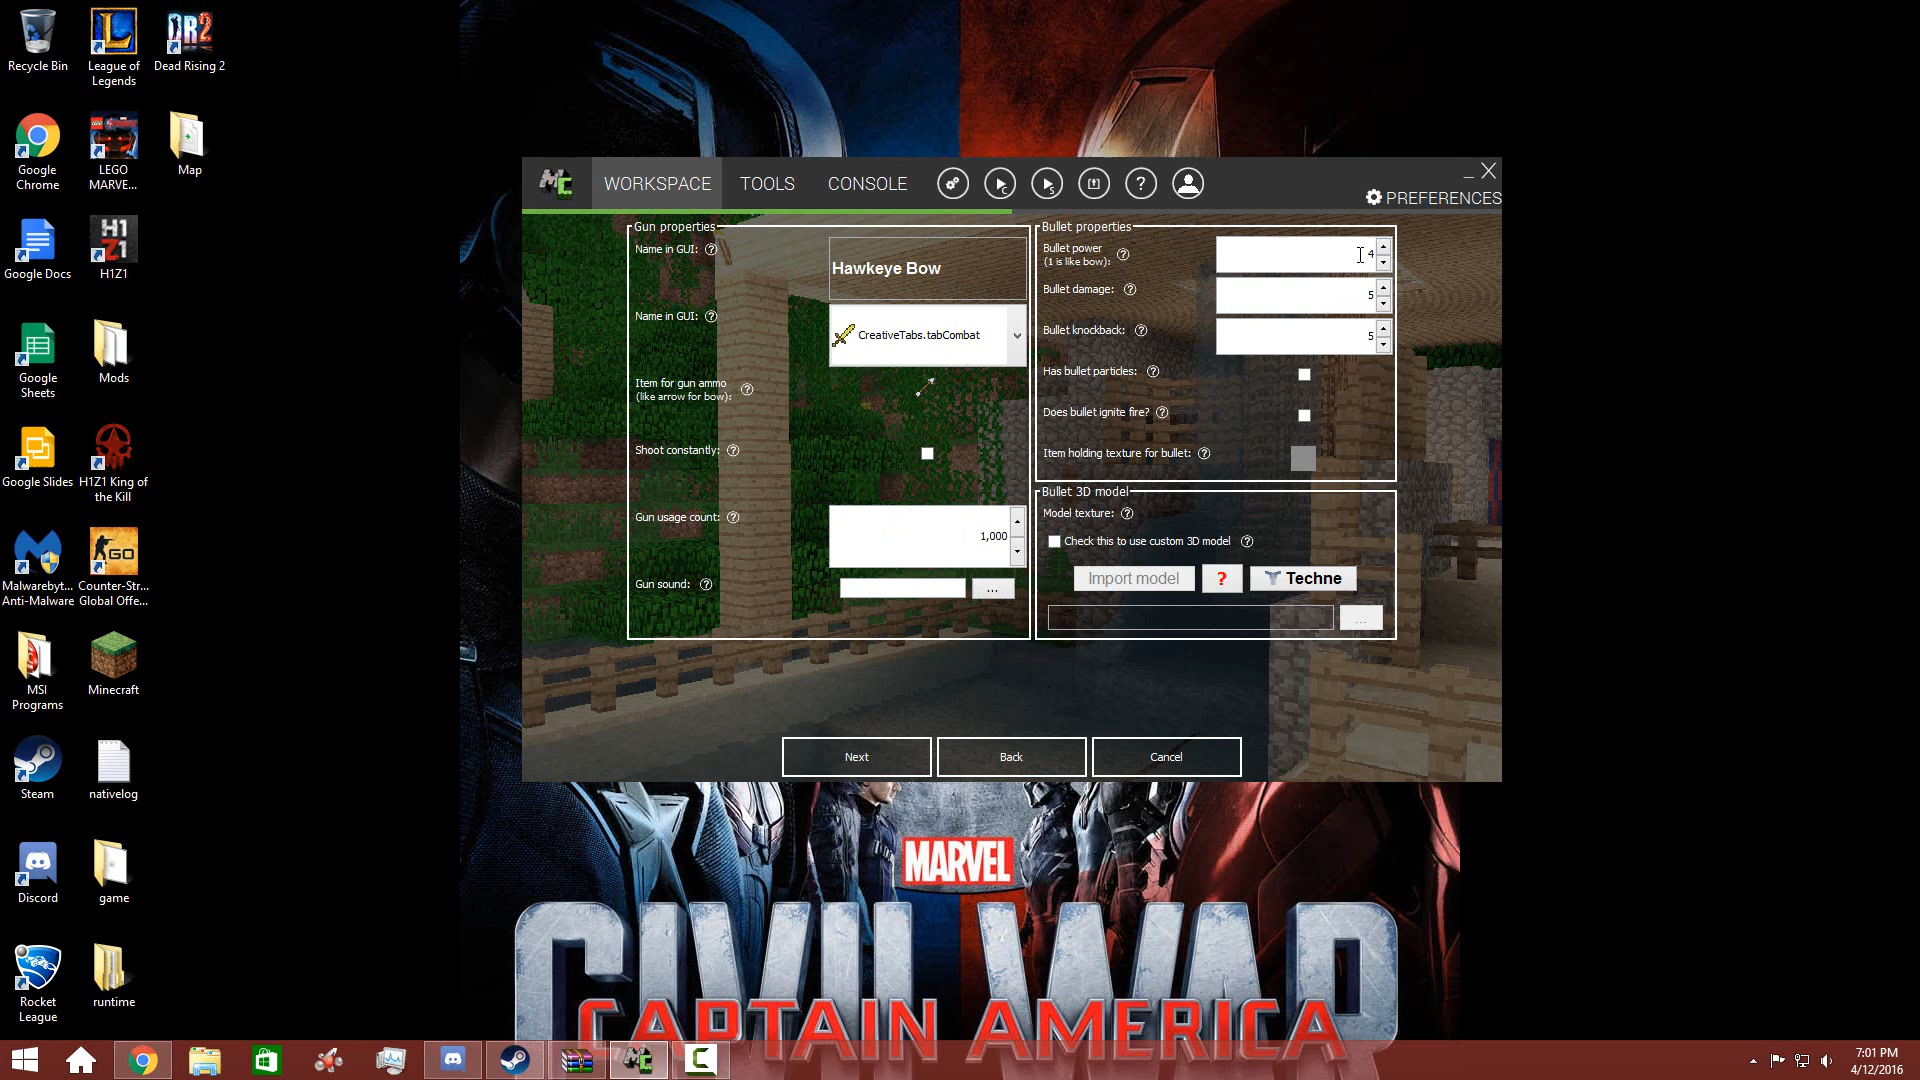 Recycle Bin
League of
Legends
Dead Rising 2
Google
Chrome
LEGO
MARVE...
Map
Google Docs
H1Z1
Google
Sheets
Mods
Google Slides
H1Z1 King of
the Kill
Malwarebyt...
Anti-Malware
Counter-Str...
Global Offe...
MSI
Programs
Minecraft
Steam
nativelog
Discord
game
Rocket
League
runtime
WORKSPACE
TOOLS
CONSOLE
PREFERENCES
Gun properties
Name in GUI:
Hawkeye Bow
Name in GUI:
CreativeTabs.tabCombat
Item for gun ammo
(like arrow for bow):
Shoot constantly:
Gun usage count:
1,000
Gun sound:
...
Bullet properties
Bullet power
(1 is like bow):
4
Bullet damage:
5
Bullet knockback:
5
Has bullet particles:
Does bullet ignite fire?
Item holding texture for bullet:
Bullet 3D model
Model texture:
Check this to use custom 3D model
Import model
?
Techne
...
Next
Back
Cancel
MARVEL
CIVIL WAR
CAPTAIN AMERICA
7:01 PM
4/12/2016